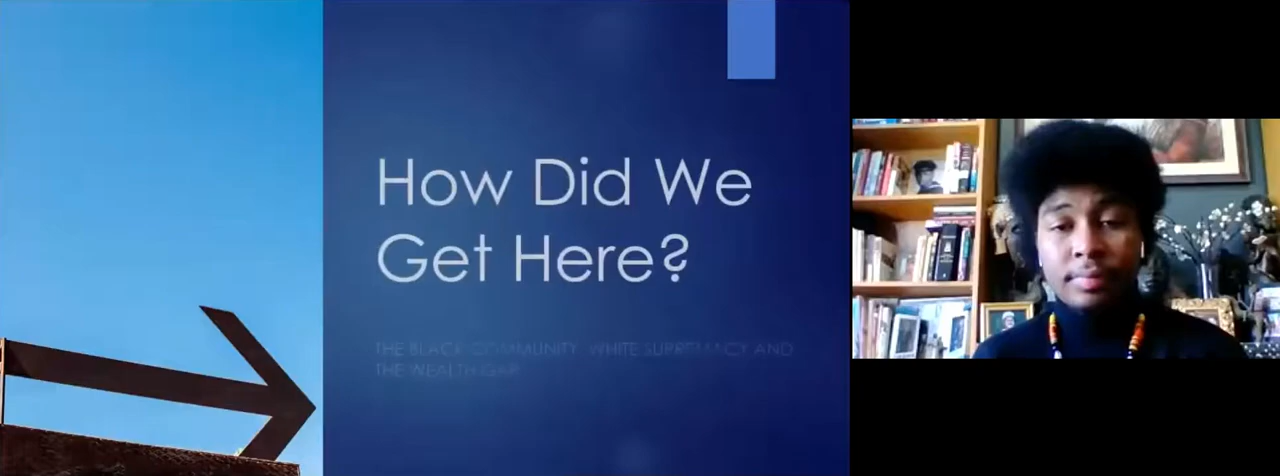 How Did We
Get Here?
THE BLACK COMMUNITY, WHITE SUPREMACY AND
THE WEALTH GAP